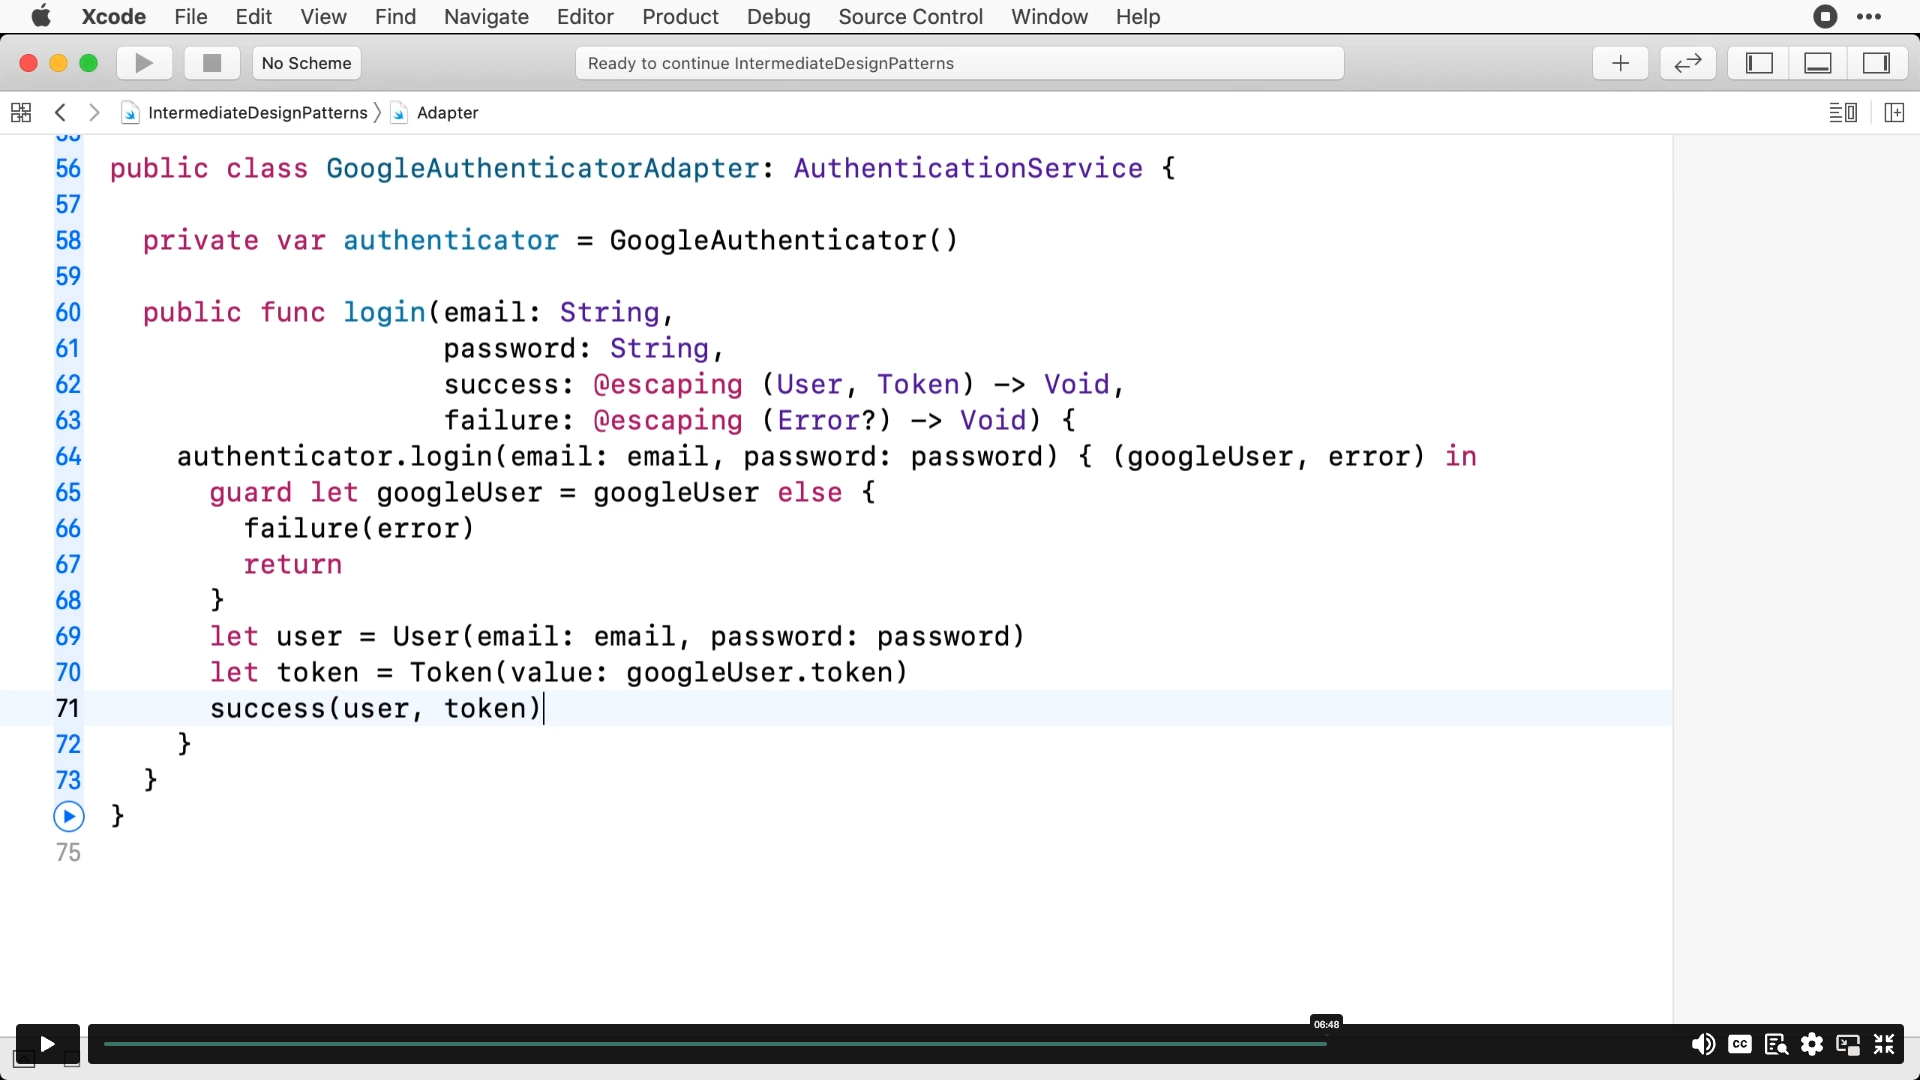 Xcode File Edit View Find Navigate Editor Product Debug Source Control Window Help
No Scheme
Ready to continue IntermediateDesignPatterns
IntermediateDesignPatterns
Adapter
55
56 public class GoogleAuthenticatorAdapter: AuthenticationService {
57
58 private var authenticator = GoogleAuthenticator()
59
60 public func login(email: String,
61 password: String,
62 success: @escaping (User, Token) -> Void,
63 failure: @escaping (Error?) -> Void) {
64 authenticator.login(email: email, password: password) { (googleUser, error) in
65 guard let googleUser = googleUser else {
66 failure(error)
67 return
68 }
69 let user = User(email: email, password: password)
70 let token = Token(value: googleUser.token)
71 success(user, token)
72 }
73 }
}
75
06:48
CC